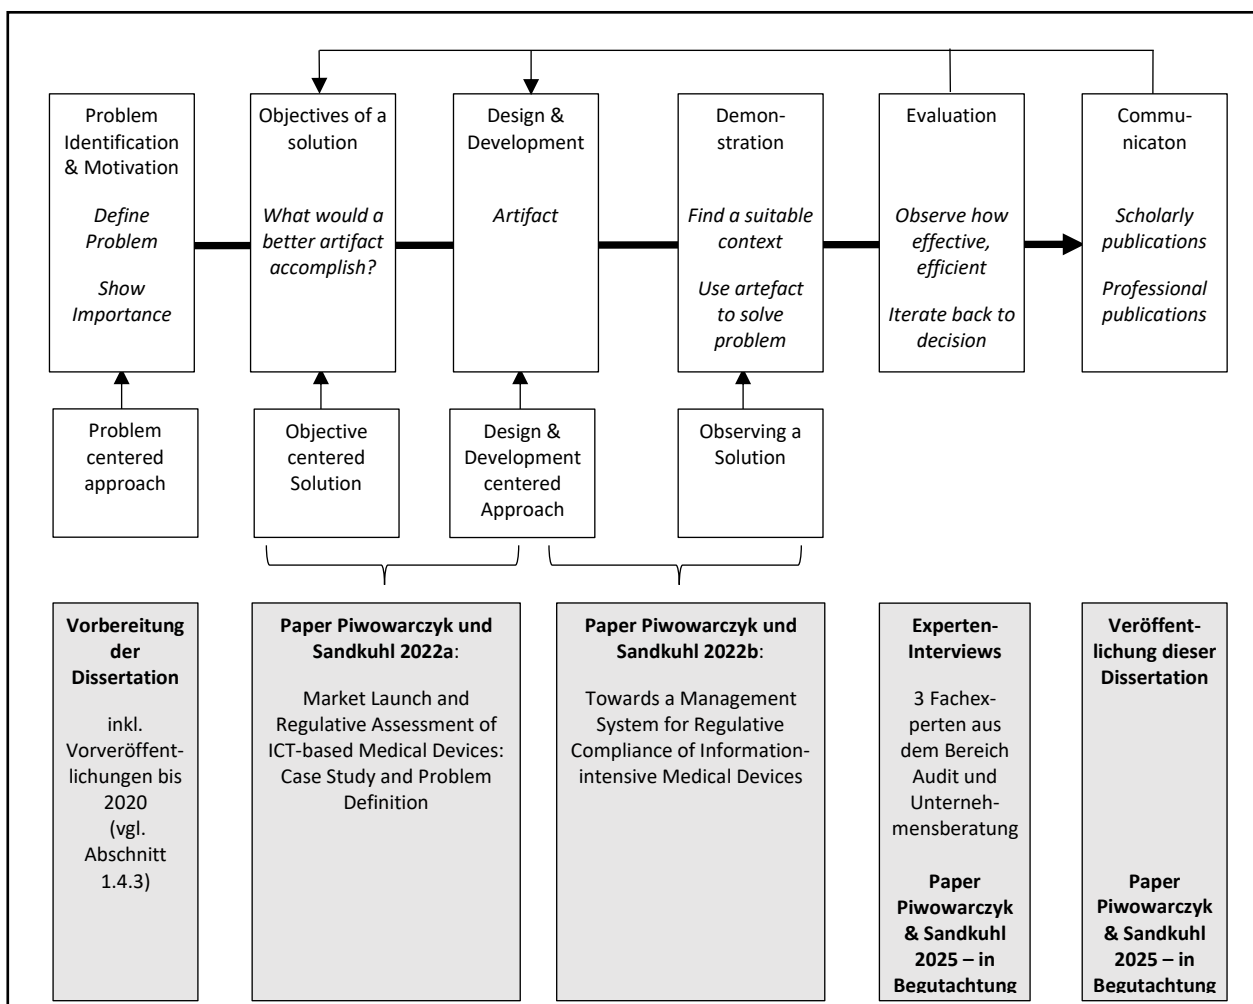 Problem
Identification
& Motivation
Define
Problem
Show
Importance
Objectives of a
solution
What would a
better artifact
accomplish?
Design &
Development
Artifact
Demon-
stration
Find a suitable
context
Use artefact
to solve
problem
Evaluation
Observe how
effective,
efficient
Iterate back to
decision
Commu-
nicaton
Scholarly
publications
Professional
publications
Problem
centered
approach
Objective
centered
Solution
Design &
Development
centered
Approach
Observing a
Solution
Vorbereitung
der
Dissertation
inkl.
Vorveröffent-
lichungen bis
2020
(vgl.
Abschnitt
1.4.3)
Paper Piwowarczyk und
Sandkuhl 2022a:
Market Launch and
Regulative Assessment of
ICT-based Medical Devices:
Case Study and Problem
Definition
Paper Piwowarczyk und
Sandkuhl 2022b:
Towards a Management
System for Regulative
Compliance of Information-
intensive Medical Devices
Experten-
Interviews
3 Fachex-
perten aus
dem Bereich
Audit und
Unterneh-
mensberatung
Paper
Piwowarczyk
& Sandkuhl
2025 – in
Begutachtung
Veröffent-
lichung dieser
Dissertation
Paper
Piwowarczyk
& Sandkuhl
2025 – in
Begutachtung